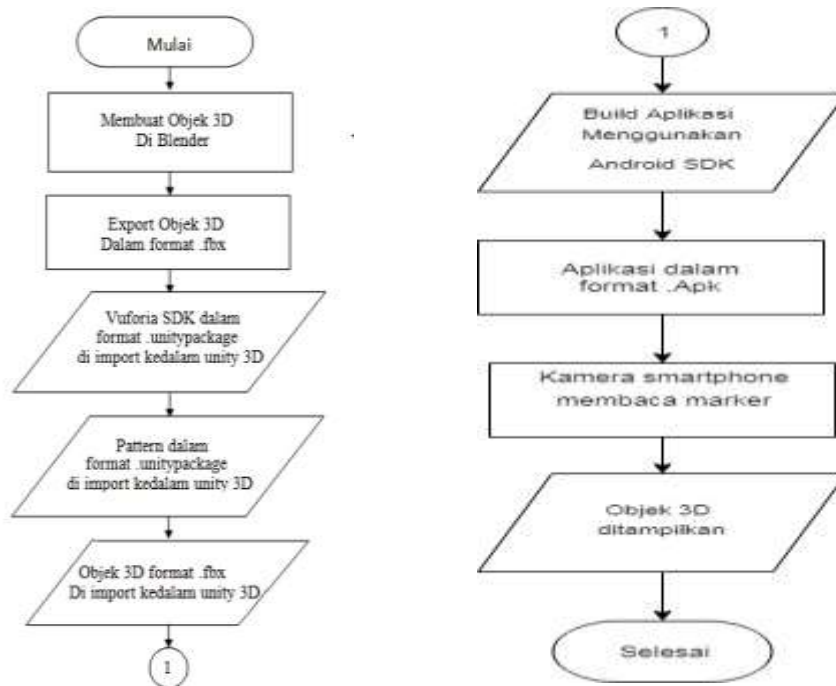 Mulai
Membuat Objek 3D
Di Blender
Export Objek 3D
Dalam format .fbx
Vuforia SDK dalam
format .unitypackage
di import kedalam unity 3D
Pattern dalam
format .unitypackage
di import kedalam unity 3D
Objek 3D format .fbx
Di import kedalam unity 3D
1
1
Build Aplikasi
Menggunakan
Android SDK
Aplikasi dalam
format .Apk
Kamera smartphone
membaca marker
Objek 3D
ditampilkan
Selesai